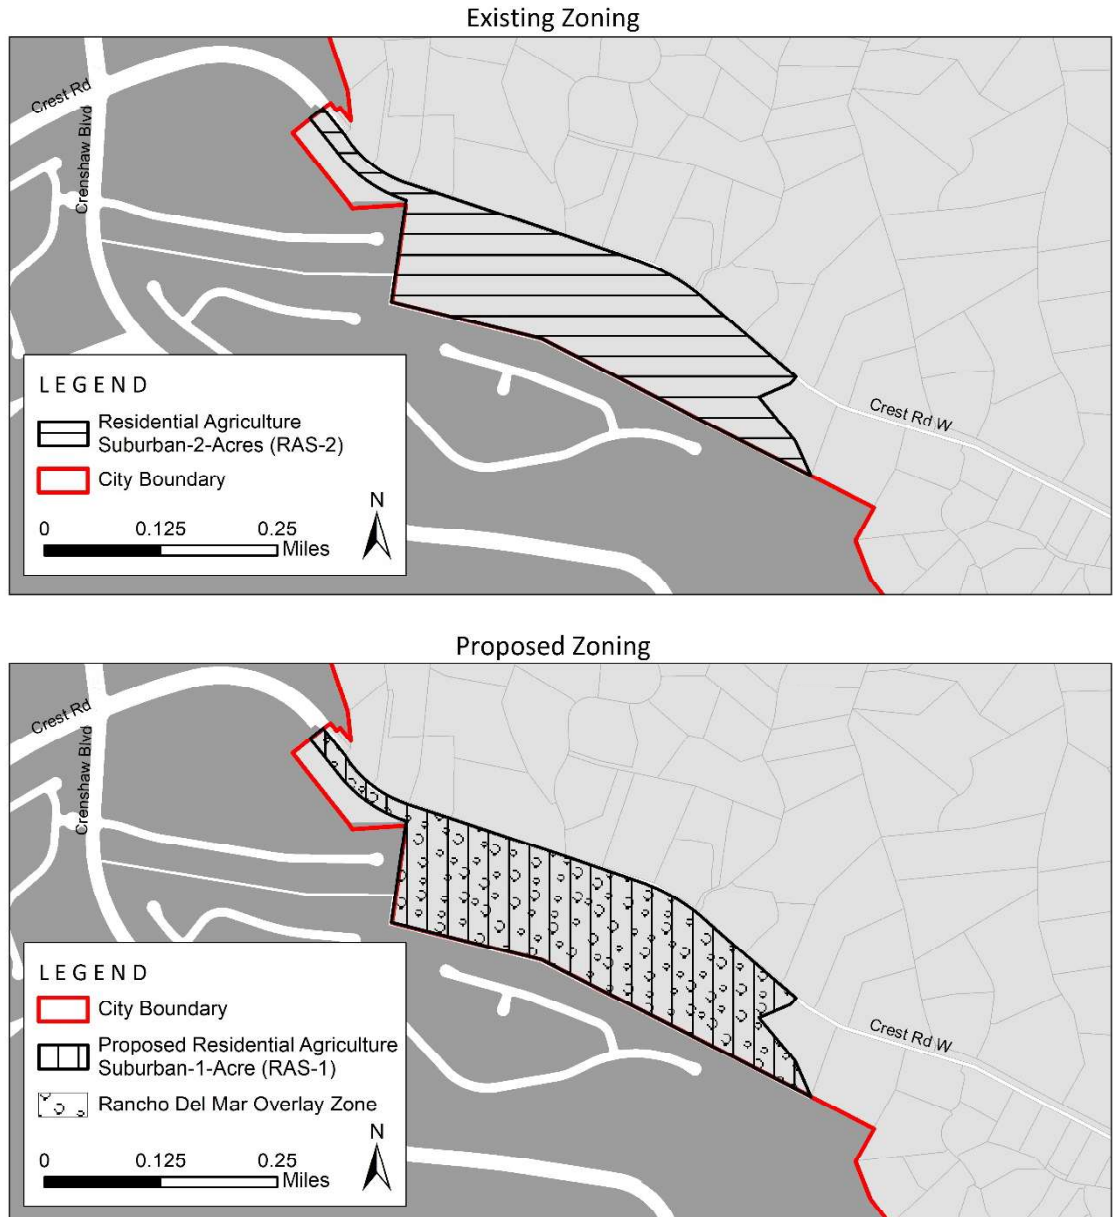 Existing Zoning
Crest Rd
Crenshaw Blvd
Crest Rd W
LEGEND
Residential Agriculture
Suburban-2-Acres (RAS-2)
City Boundary
N
0 0.125 0.25
Miles
Proposed Zoning
Crest Rd
Crenshaw Blvd
Crest Rd W
LEGEND
City Boundary
Proposed Residential Agriculture
Suburban-1-Acre (RAS-1)
Rancho Del Mar Overlay Zone
N
0 0.125 0.25
Miles